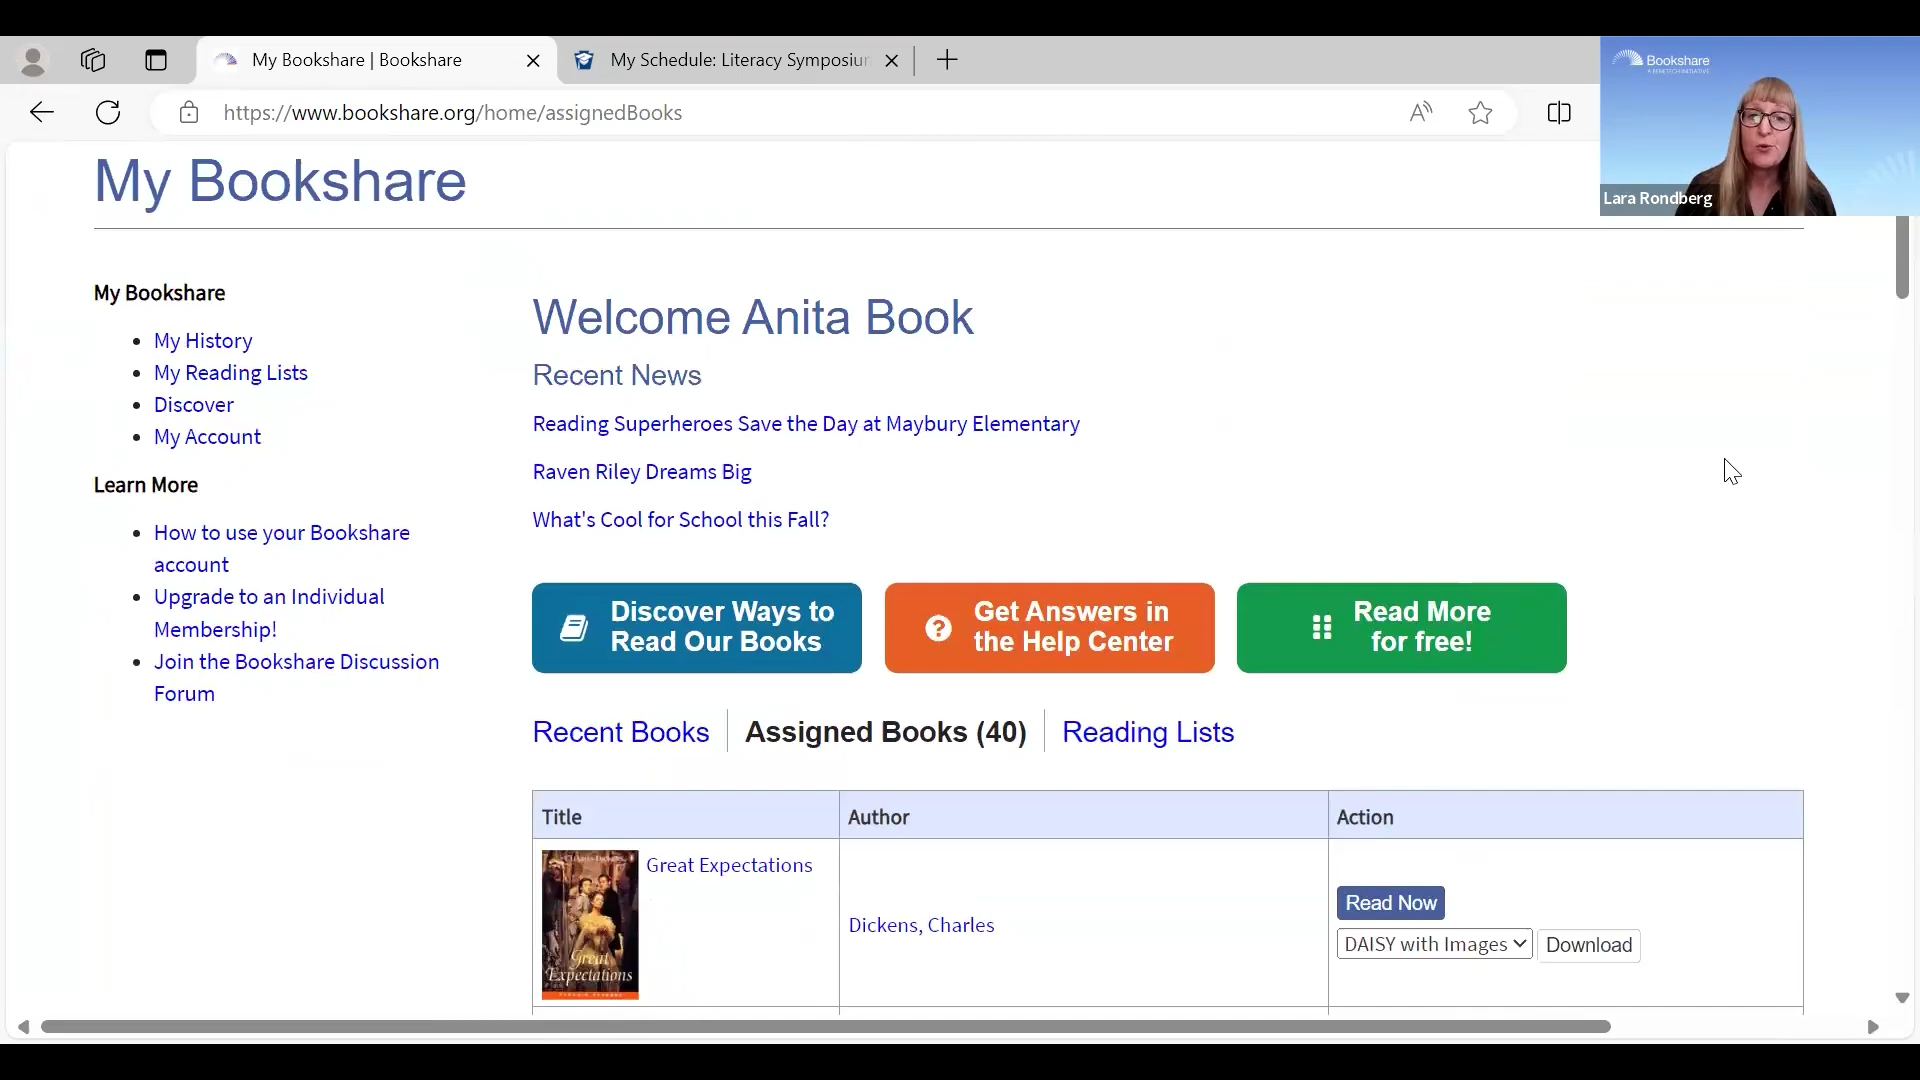 My Bookshare | Bookshare
My Schedule: Literacy Symposiu
https://www.bookshare.org/home/assignedBooks
Bookshare
A BENETECH INITIATIVE
Lara Rondberg
My Bookshare
My Bookshare
My History
My Reading Lists
Discover
My Account
Learn More
How to use your Bookshare
account
Upgrade to an Individual
Membership!
Join the Bookshare Discussion
Forum
Welcome Anita Book
Recent News
Reading Superheroes Save the Day at Maybury Elementary
Raven Riley Dreams Big
What's Cool for School this Fall?
Discover Ways to
Read Our Books
Get Answers in
the Help Center
Read More
for free!
Recent Books
Assigned Books (40)
Reading Lists
Title
Author
Action
Great
Expectations
Great Expectations
Dickens, Charles
Read Now
DAISY with Images
Download